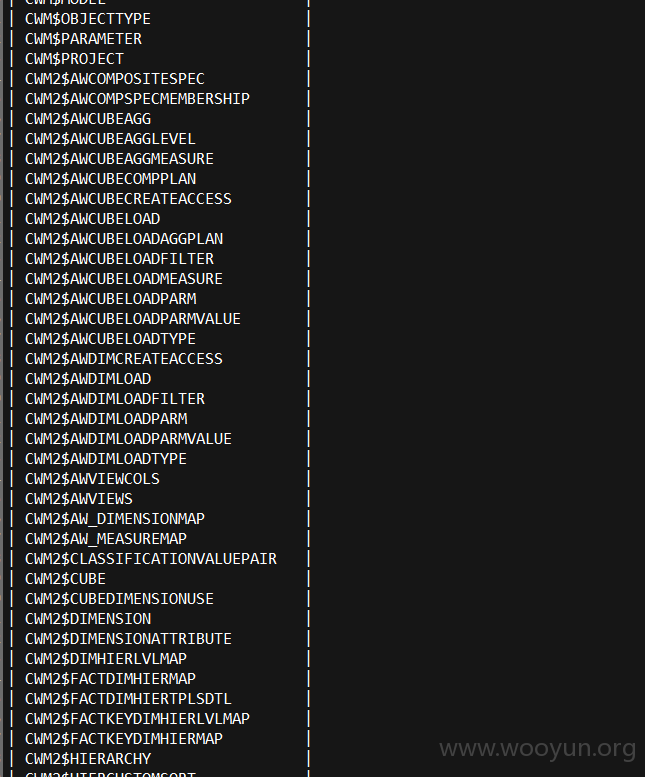 | CWM$MODEL |
| CWM$OBJECTTYPE |
| CWM$PARAMETER |
| CWM$PROJECT |
| CWM2$AWCOMPOSITESPEC |
| CWM2$AWCOMPSPECMEMBERSHIP |
| CWM2$AWCUBEAGG |
| CWM2$AWCUBEAGGLEVEL |
| CWM2$AWCUBEAGGMEASURE |
| CWM2$AWCUBECOMPPLAN |
| CWM2$AWCUBECREATEACCESS |
| CWM2$AWCUBELOAD |
| CWM2$AWCUBELOADAGGPLAN |
| CWM2$AWCUBELOADFILTER |
| CWM2$AWCUBELOADMEASURE |
| CWM2$AWCUBELOADPARM |
| CWM2$AWCUBELOADPARMVALUE |
| CWM2$AWCUBELOADTYPE |
| CWM2$AWDIMCREATEACCESS |
| CWM2$AWDIMLOAD |
| CWM2$AWDIMLOADFILTER |
| CWM2$AWDIMLOADPARM |
| CWM2$AWDIMLOADPARMVALUE |
| CWM2$AWDIMLOADTYPE |
| CWM2$AWVIEWCOLS |
| CWM2$AWVIEWS |
| CWM2$AW_DIMENSIONMAP |
| CWM2$AW_MEASUREMAP |
| CWM2$CLASSIFICATIONVALUEPAIR |
| CWM2$CUBE |
| CWM2$CUBEDIMENSIONUSE |
| CWM2$DIMENSION |
| CWM2$DIMENSIONATTRIBUTE |
| CWM2$DIMHIERLVLMAP |
| CWM2$FACTDIMHIERMAP |
| CWM2$FACTDIMHIERTPLSDTL |
| CWM2$FACTKEYDIMHIERLVLMAP |
| CWM2$FACTKEYDIMHIERMAP |
| CWM2$HIERARCHY |
| CWM2$HIERCUSTOMSORT |
www.wooyun.org